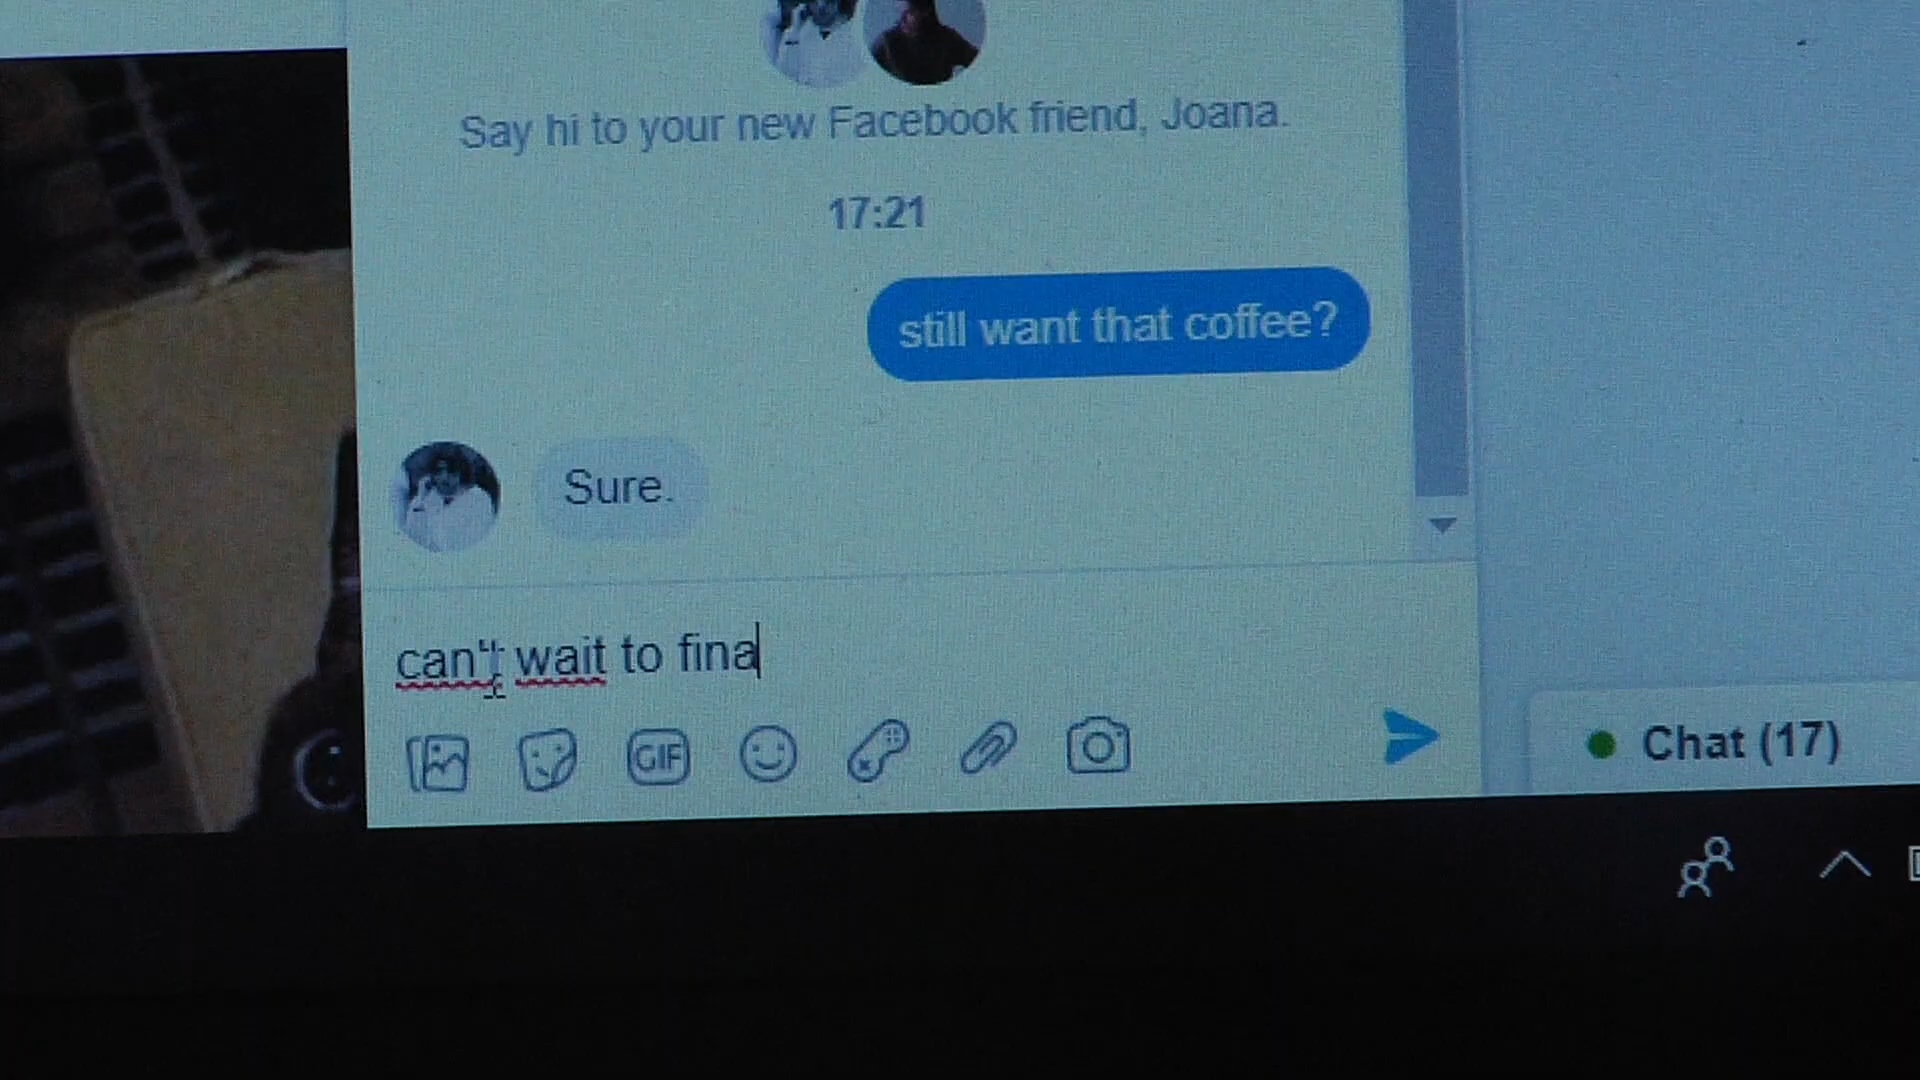 Say hi to your new Facebook friend, Joana.
17:21
still want that coffee?
Sure.
can't wait to fina
GIF
Chat (17)